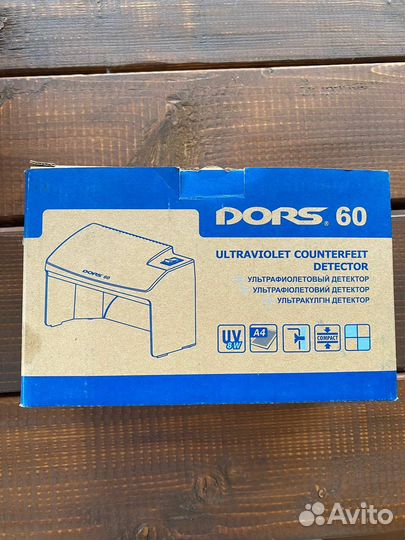 DORS® 60
ULTRAVIOLET COUNTERFEIT
DETECTOR
УЛЬТРАФИОЛЕТОВЫЙ ДЕТЕКТОР
УЛЬТРАФІОЛЕТОВИЙ ДЕТЕКТОР
УЛЬТРАКҮЛГІН ДЕТЕКТОР
DORS 60
UV
8W
A4
COMPACT
Avito